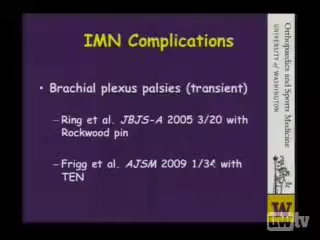 IMN Complications
• Brachial plexus palsies (transient)
– Ring et al. JBJS-A 2005 3/20 with
Rockwood pin
– Frigg et al. AJSM 2009 1/34 with
TEN
Orthopaedics and Sports Medicine
UNIVERSITY OF WASHINGTON
W
tv